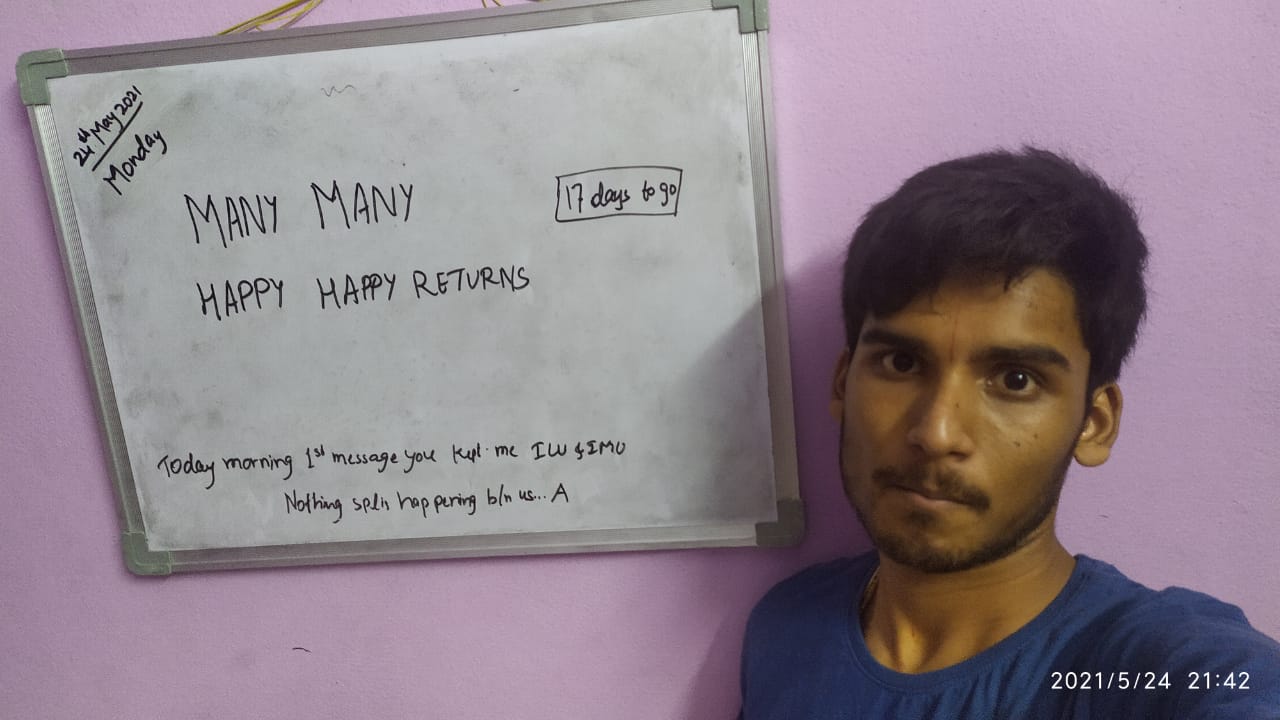 24th May 2021
Monday
MANY MANY
17 days to go
HAPPY HAPPY RETURNS
Today morning 1st message you kept me ILU & IMU
Nothing split happening b/n us... A
2021/5/24 21:42